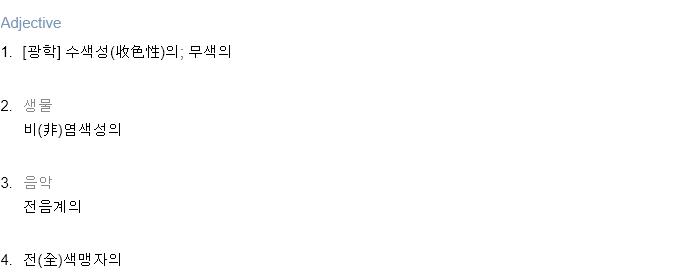 Adjective
1. [광학] 수색성(收色性)의; 무색의
2. 생물
비(非)염색성의
3. 음악
전음계의
4. 전(全)색맹자의